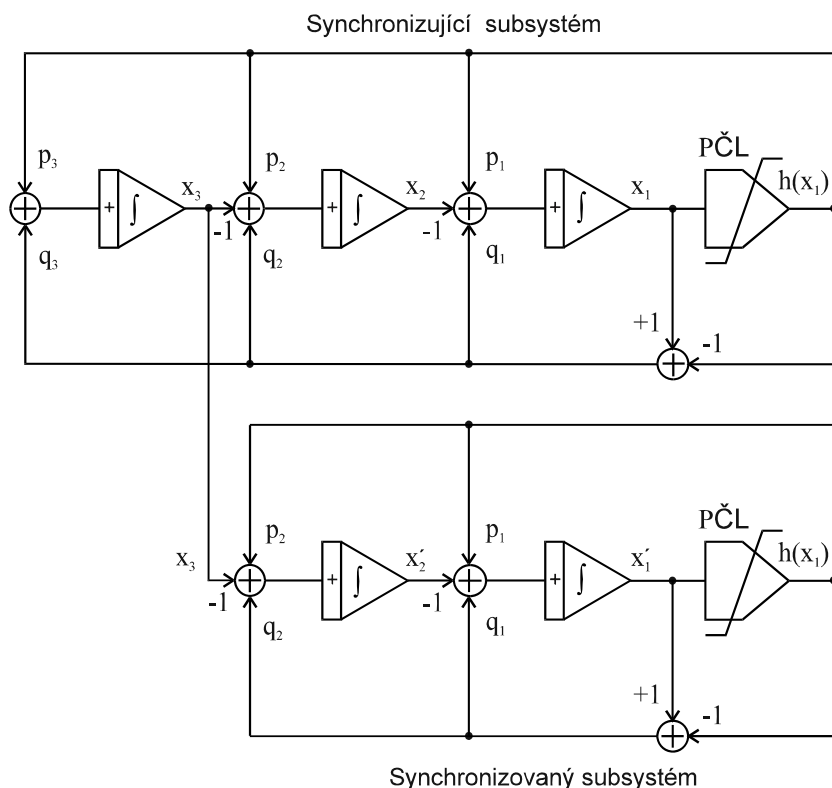 Synchronizující subsystém
p₃
p₂
p₁
PČL
x₃
x₂
x₁
h(x₁)
+
∫
-1
+
∫
-1
+
∫
q₃
q₂
q₁
+1
-1
p₂
p₁
PČL
x₃
x´₂
x´₁
h(x₁)
-1
+
∫
-1
+
∫
q₂
q₁
+1
-1
Synchronizovaný subsystém